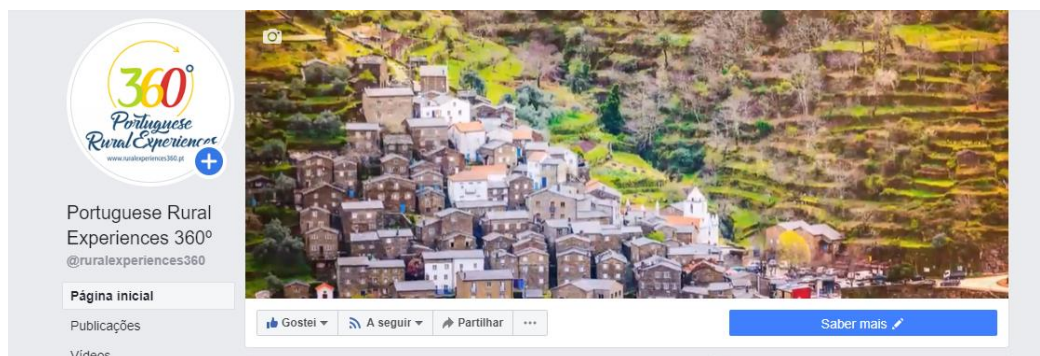 360°
Portuguese
Rural Experiences
www.ruralexperiences360.pt
Portuguese Rural
Experiences 360º
@ruralexperiences360
Página inicial
Publicações
Vídeos
Gostei
A seguir
Partilhar
...
Saber mais